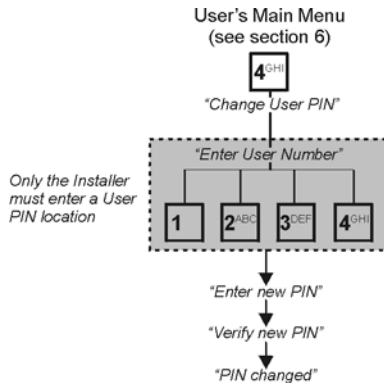 User's Main Menu
(see section 6)
4GHI
“Change User PIN”
“Enter User Number”
Only the Installer
must enter a User
PIN location
1 2ABC 3DEF 4GHI
“Enter new PIN”
“Verify new PIN”
“PIN changed”